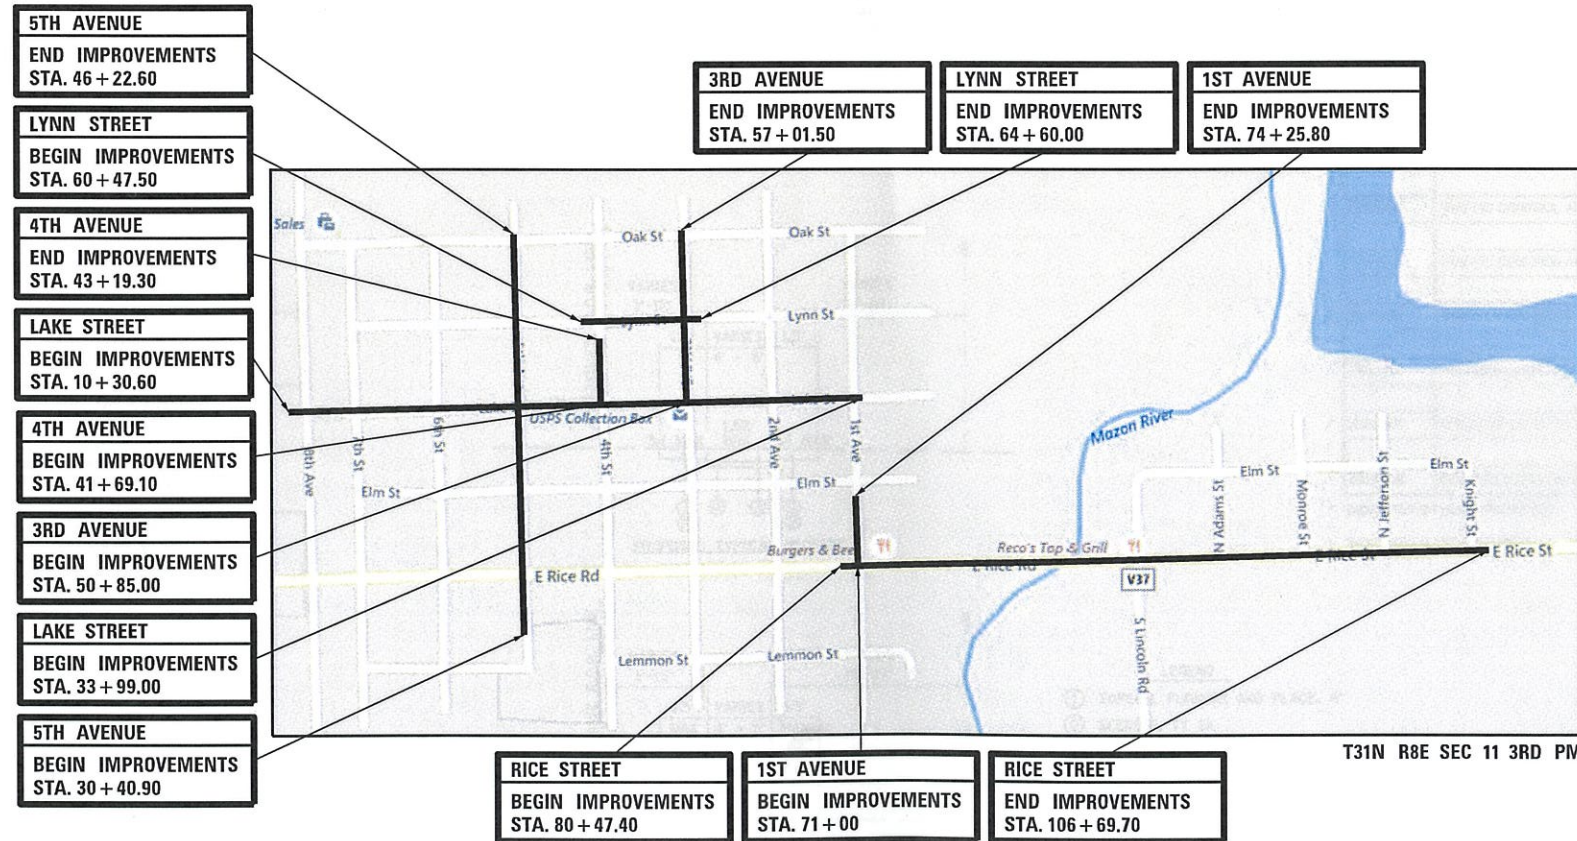 5TH AVENUE
END IMPROVEMENTS
STA. 46+22.60
LYNN STREET
BEGIN IMPROVEMENTS
STA. 60+47.50
4TH AVENUE
END IMPROVEMENTS
STA. 43+19.30
LAKE STREET
BEGIN IMPROVEMENTS
STA. 10+30.60
4TH AVENUE
BEGIN IMPROVEMENTS
STA. 41+69.10
3RD AVENUE
BEGIN IMPROVEMENTS
STA. 50+85.00
LAKE STREET
BEGIN IMPROVEMENTS
STA. 33+99.00
5TH AVENUE
BEGIN IMPROVEMENTS
STA. 30+40.90
3RD AVENUE
END IMPROVEMENTS
STA. 57+01.50
LYNN STREET
END IMPROVEMENTS
STA. 64+60.00
1ST AVENUE
END IMPROVEMENTS
STA. 74+25.80
Sales
Oak St
Oak St
Lynn St
USPS Collection Box
8th Ave
7th St
6th St
4th St
2nd Ave
1st Ave
Elm St
Elm St
Mazon River
Elm St
Elm St
N Adams St
Monroe St
N Jefferson St
Knight St
Burgers & Bee
Reco's Tap & Grill
E Rice Rd
E Rice Rd
E Rice St
E Rice St
V37
S Lincoln Rd
Lemmon St
Lemmon St
RICE STREET
BEGIN IMPROVEMENTS
STA. 80+47.40
1ST AVENUE
BEGIN IMPROVEMENTS
STA. 71+00
RICE STREET
END IMPROVEMENTS
STA. 106+69.70
T31N R8E SEC 11 3RD PM